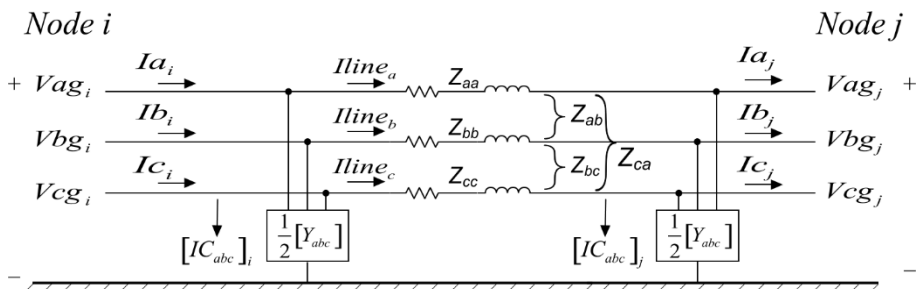 Node i Node j
Ia_i Iline_a Z_aa Ia_j
+ Vag_i Vag_j +
Z_ab
Ib_i Iline_b Z_bb Ib_j
Vbg_i Vbg_j
Z_bc Z_ca
Ic_i Iline_c Z_cc Ic_j
Vcg_i Vcg_j
[IC_abc]_i 1/2 [Y_abc] [IC_abc]_j 1/2 [Y_abc]
− −